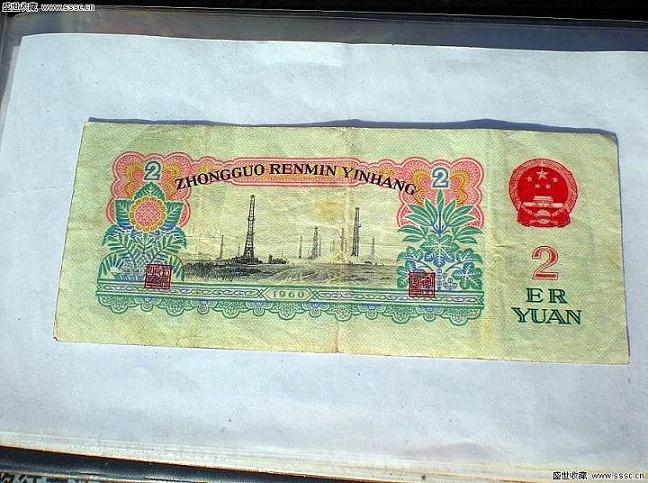 盛世收藏 www.sssc.cn
2
ZHONGGUO RENMIN YINHANG
2
1960
2
ER
YUAN
盛世收藏 www.sssc.cn